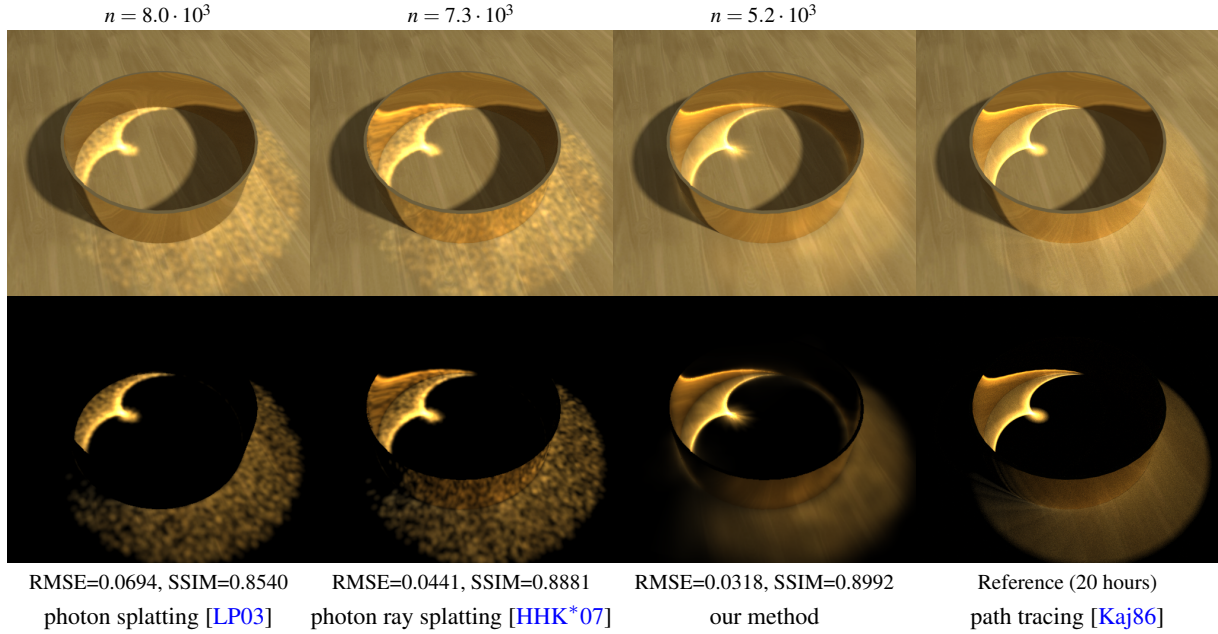 n = 8.0 · 10³
n = 7.3 · 10³
n = 5.2 · 10³
RMSE=0.0694, SSIM=0.8540
RMSE=0.0441, SSIM=0.8881
RMSE=0.0318, SSIM=0.8992
Reference (20 hours)
photon splatting [LP03]
photon ray splatting [HHK*07]
our method
path tracing [Kaj86]